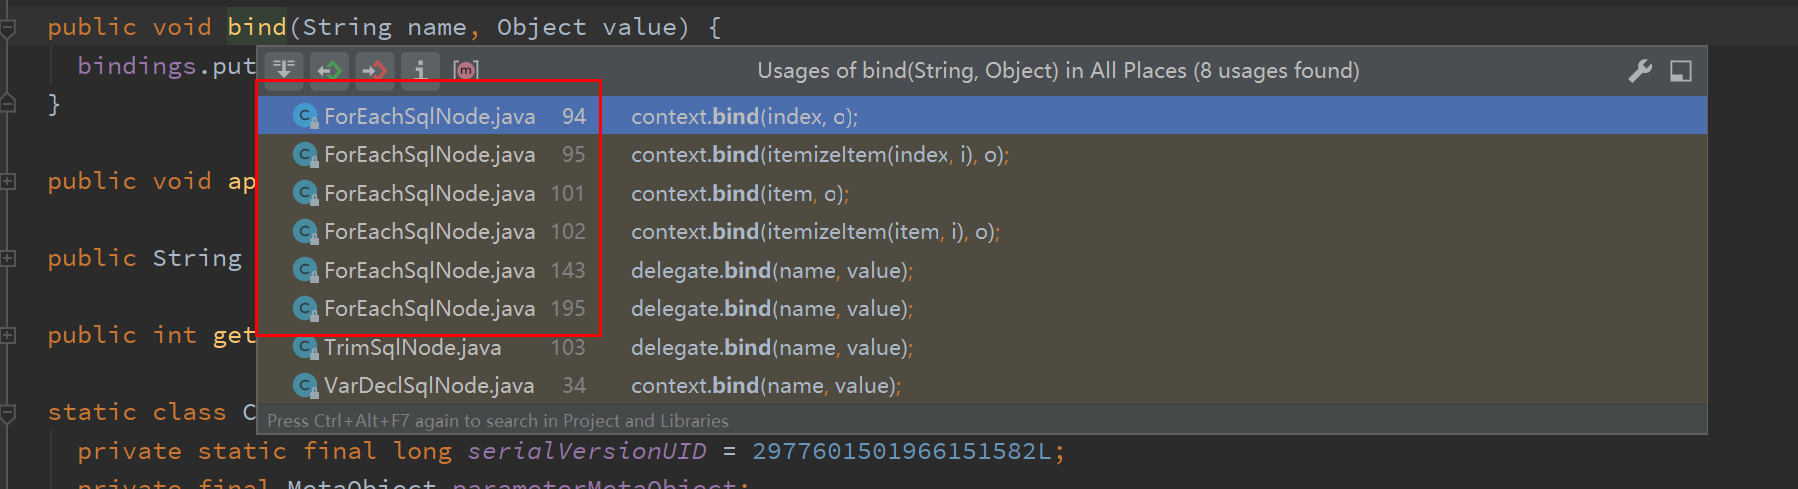 public void bind(String name, Object value) {
bindings.put
Usages of bind(String, Object) in All Places (8 usages found)
}
ForEachSqlNode.java 94 context.bind(index, o);
ForEachSqlNode.java 95 context.bind(itemizeItem(index, i), o);
public void ap
ForEachSqlNode.java 101 context.bind(item, o);
ForEachSqlNode.java 102 context.bind(itemizeItem(item, i), o);
public String
ForEachSqlNode.java 143 delegate.bind(name, value);
ForEachSqlNode.java 195 delegate.bind(name, value);
public int get
TrimSqlNode.java 103 delegate.bind(name, value);
VarDeclSqlNode.java 34 context.bind(name, value);
static class C
Press Ctrl+Alt+F7 again to search in Project and Libraries
private static final long serialVersionUID = 2977601501966151582L;
private final MetaObject parameterMetaObject;